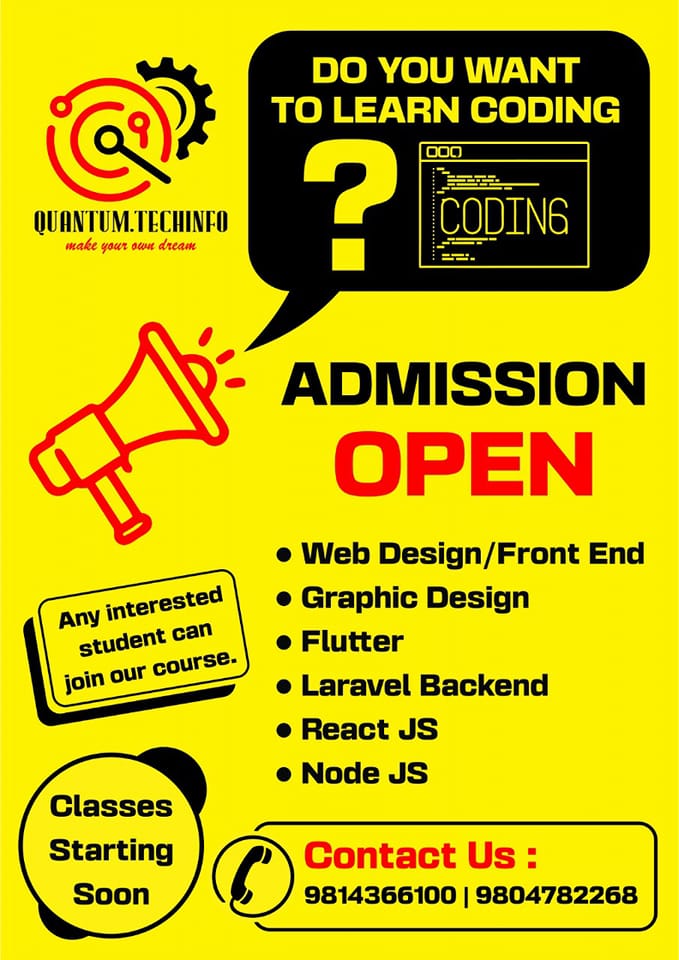 QUANTUM.TECHINFO
make your own dream
DO YOU WANT
TO LEARN CODING
?
CODING
ADMISSION
OPEN
• Web Design/Front End
• Graphic Design
• Flutter
• Laravel Backend
• React JS
• Node JS
Any interested
student can
join our course.
Classes
Starting
Soon
Contact Us :
9814366100 | 9804782268